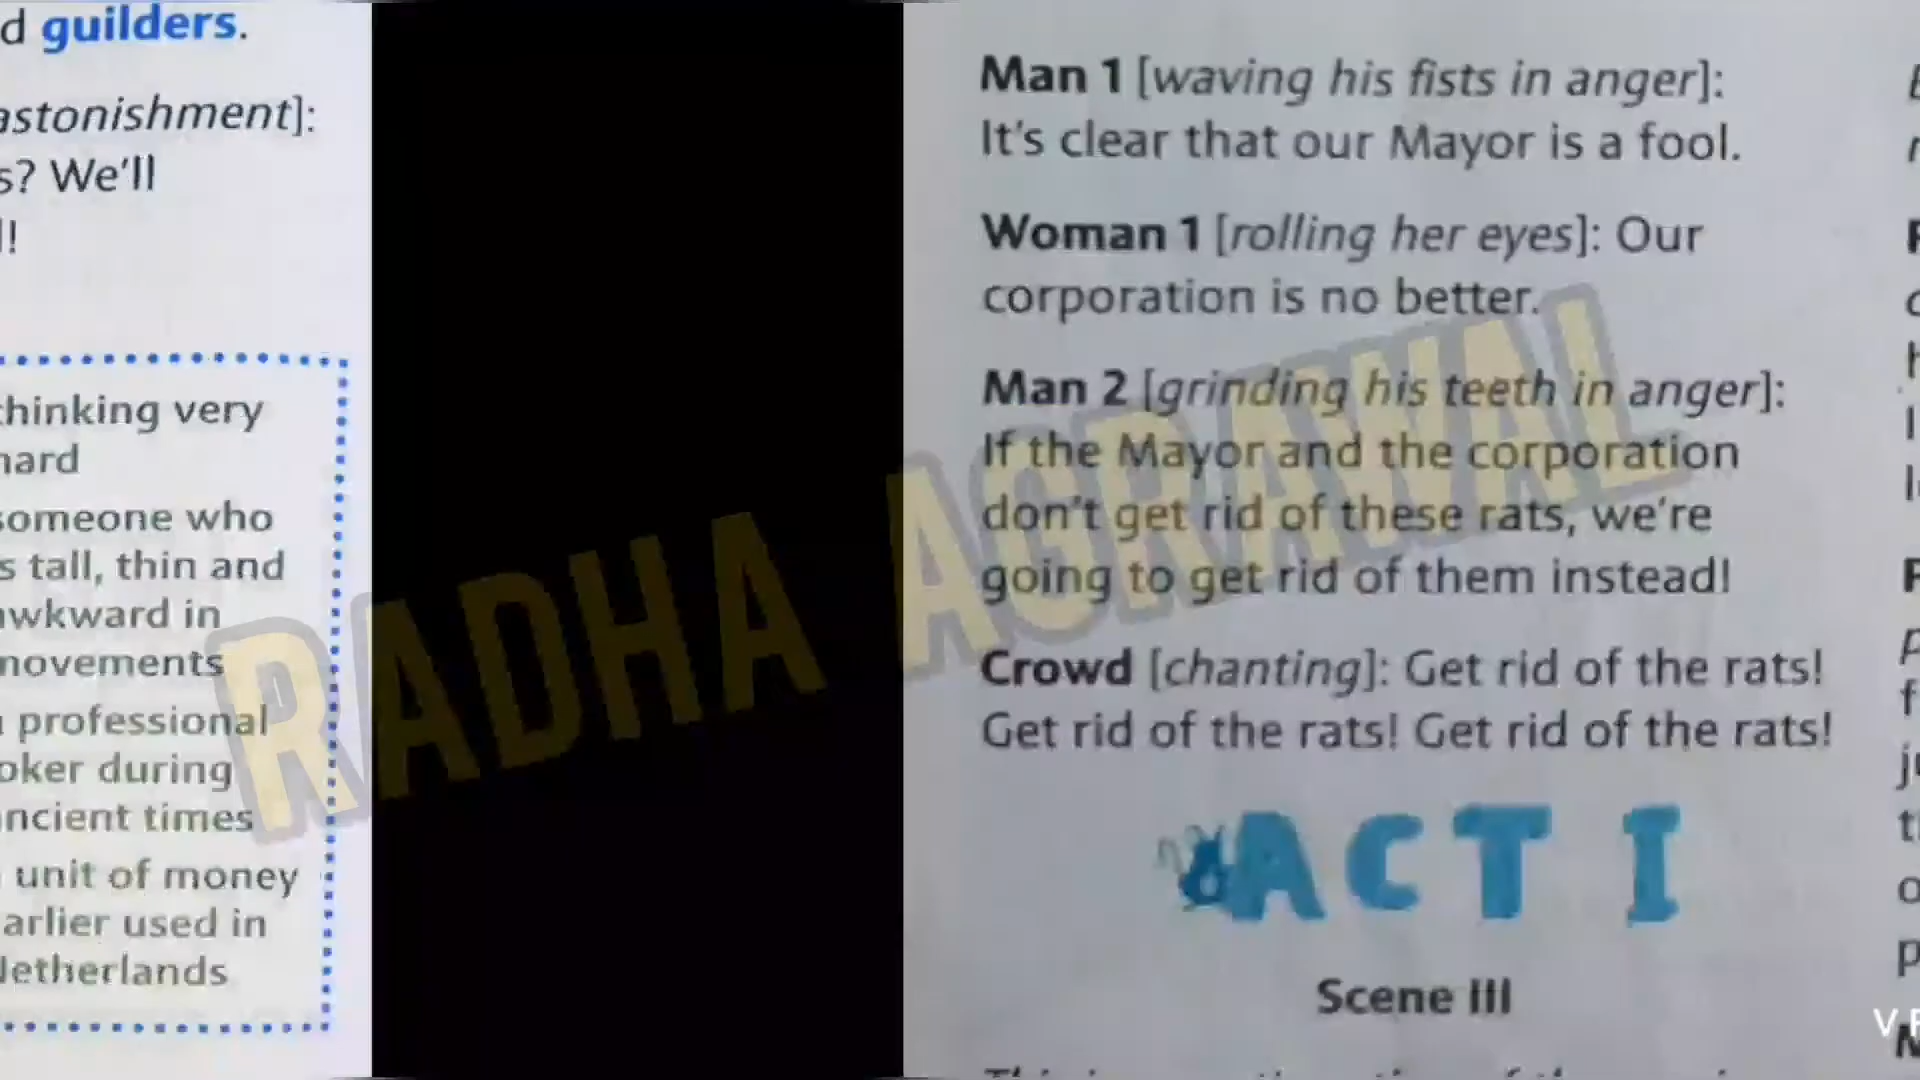 guilders.
astonishment]:
We'll
thinking very
hard
someone who
tall, thin and
awkward in
movements
professional
during
ancient times
unit of money
earlier used in
Netherlands
Man 1 [waving his fists in anger]:
It's clear that our Mayor is a fool.
Woman 1 [rolling her eyes]: Our
corporation is no better.
Man 2 [grinding his teeth in anger]:
If the Mayor and the corporation
don't get rid of these rats, we're
going to get rid of them instead!
Crowd [chanting]: Get rid of the rats!
Get rid of the rats! Get rid of the rats!
ACT I
Scene III
RADHA AGRAWAL